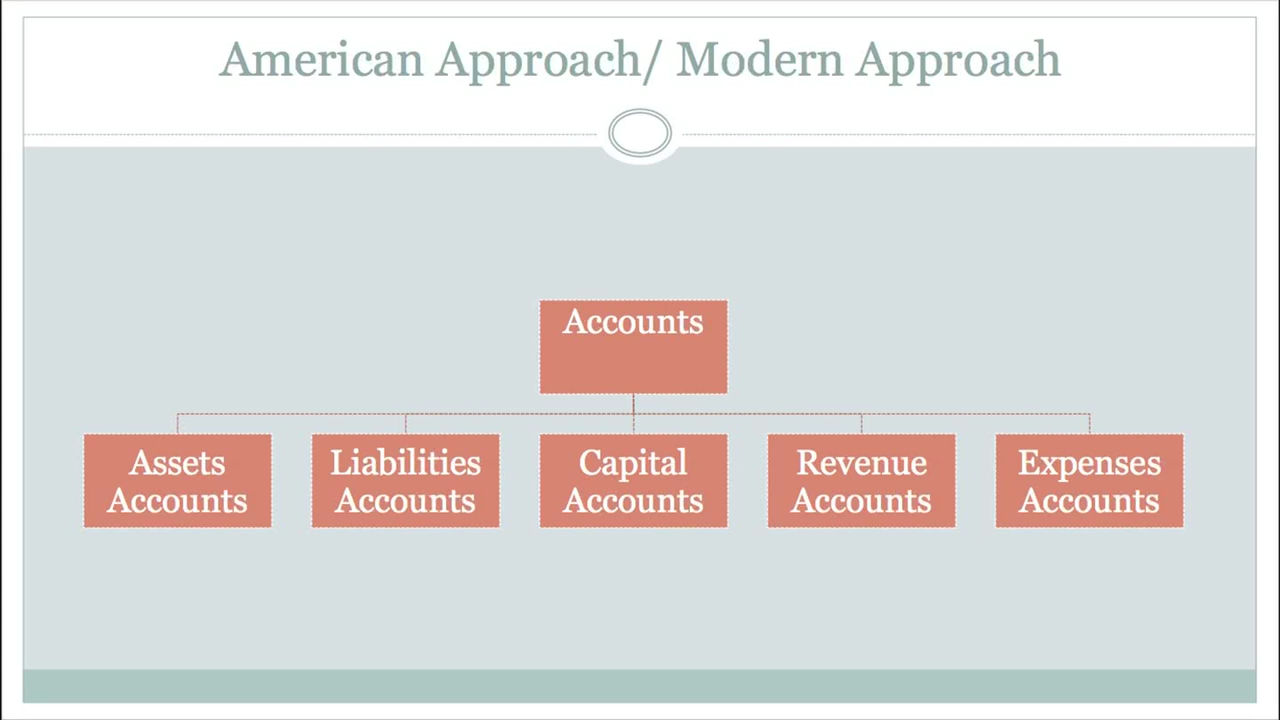 American Approach/ Modern Approach
Accounts
Assets
Accounts
Liabilities
Accounts
Capital
Accounts
Revenue
Accounts
Expenses
Accounts